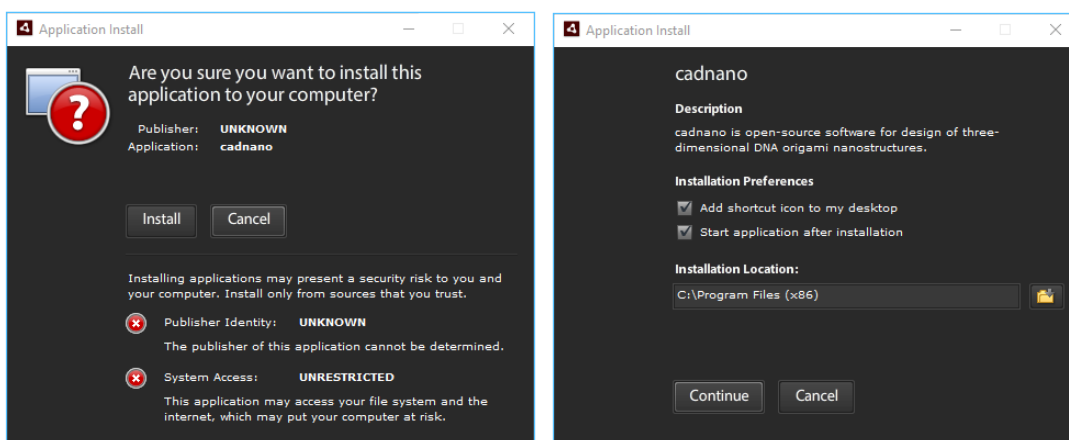 Application Install
Are you sure you want to install this
application to your computer?
Publisher: UNKNOWN
Application: cadnano
Install Cancel
Installing applications may present a security risk to you and
your computer. Install only from sources that you trust.
Publisher Identity: UNKNOWN
The publisher of this application cannot be determined.
System Access: UNRESTRICTED
This application may access your file system and the
internet, which may put your computer at risk.
Application Install
cadnano
Description
cadnano is open-source software for design of three-
dimensional DNA origami nanostructures.
Installation Preferences
Add shortcut icon to my desktop
Start application after installation
Installation Location:
C:\Program Files (x86)
Continue Cancel